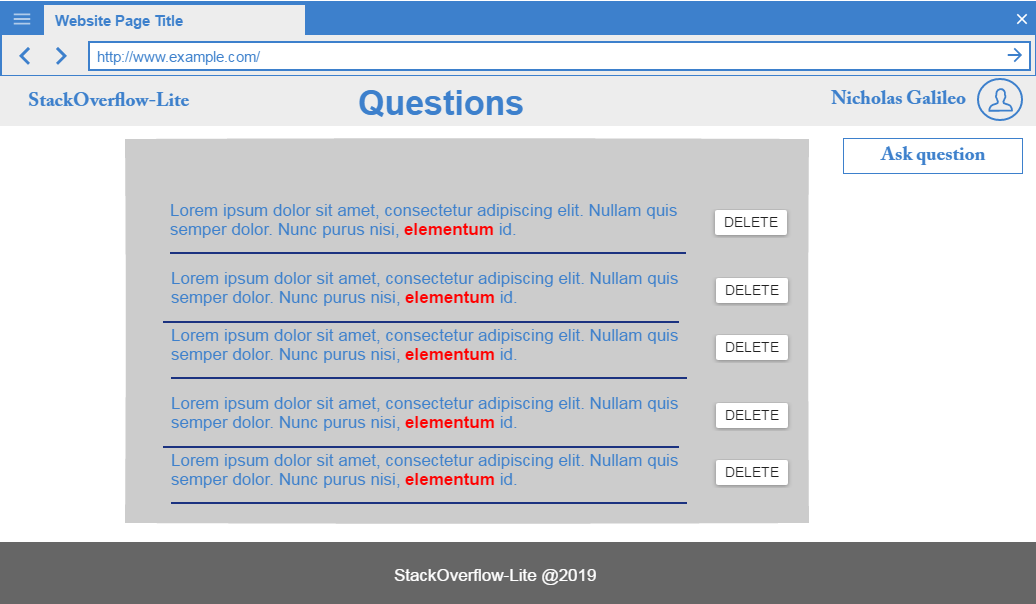 Website Page Title
http://www.example.com/
StackOverflow-Lite
Questions
Nicholas Galileo
Ask question
Lorem ipsum dolor sit amet, consectetur adipiscing elit. Nullam quis
semper dolor. Nunc purus nisi, elementum id.
DELETE
Lorem ipsum dolor sit amet, consectetur adipiscing elit. Nullam quis
semper dolor. Nunc purus nisi, elementum id.
DELETE
Lorem ipsum dolor sit amet, consectetur adipiscing elit. Nullam quis
semper dolor. Nunc purus nisi, elementum id.
DELETE
Lorem ipsum dolor sit amet, consectetur adipiscing elit. Nullam quis
semper dolor. Nunc purus nisi, elementum id.
DELETE
Lorem ipsum dolor sit amet, consectetur adipiscing elit. Nullam quis
semper dolor. Nunc purus nisi, elementum id.
DELETE
StackOverflow-Lite @2019